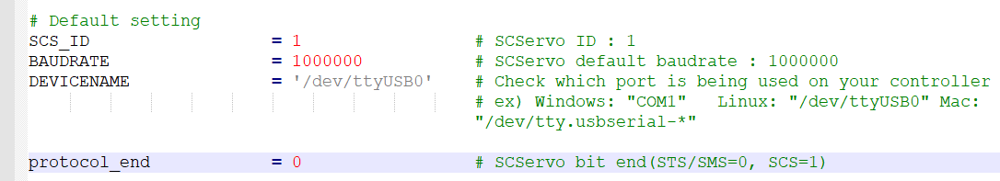 # Default setting
SCS_ID = 1 # SCServo ID : 1
BAUDRATE = 1000000 # SCServo default baudrate : 1000000
DEVICENAME = '/dev/ttyUSB0' # Check which port is being used on your controller
# ex) Windows: "COM1" Linux: "/dev/ttyUSB0" Mac:
"/dev/tty.usbserial-*"
protocol_end = 0 # SCServo bit end(STS/SMS=0, SCS=1)